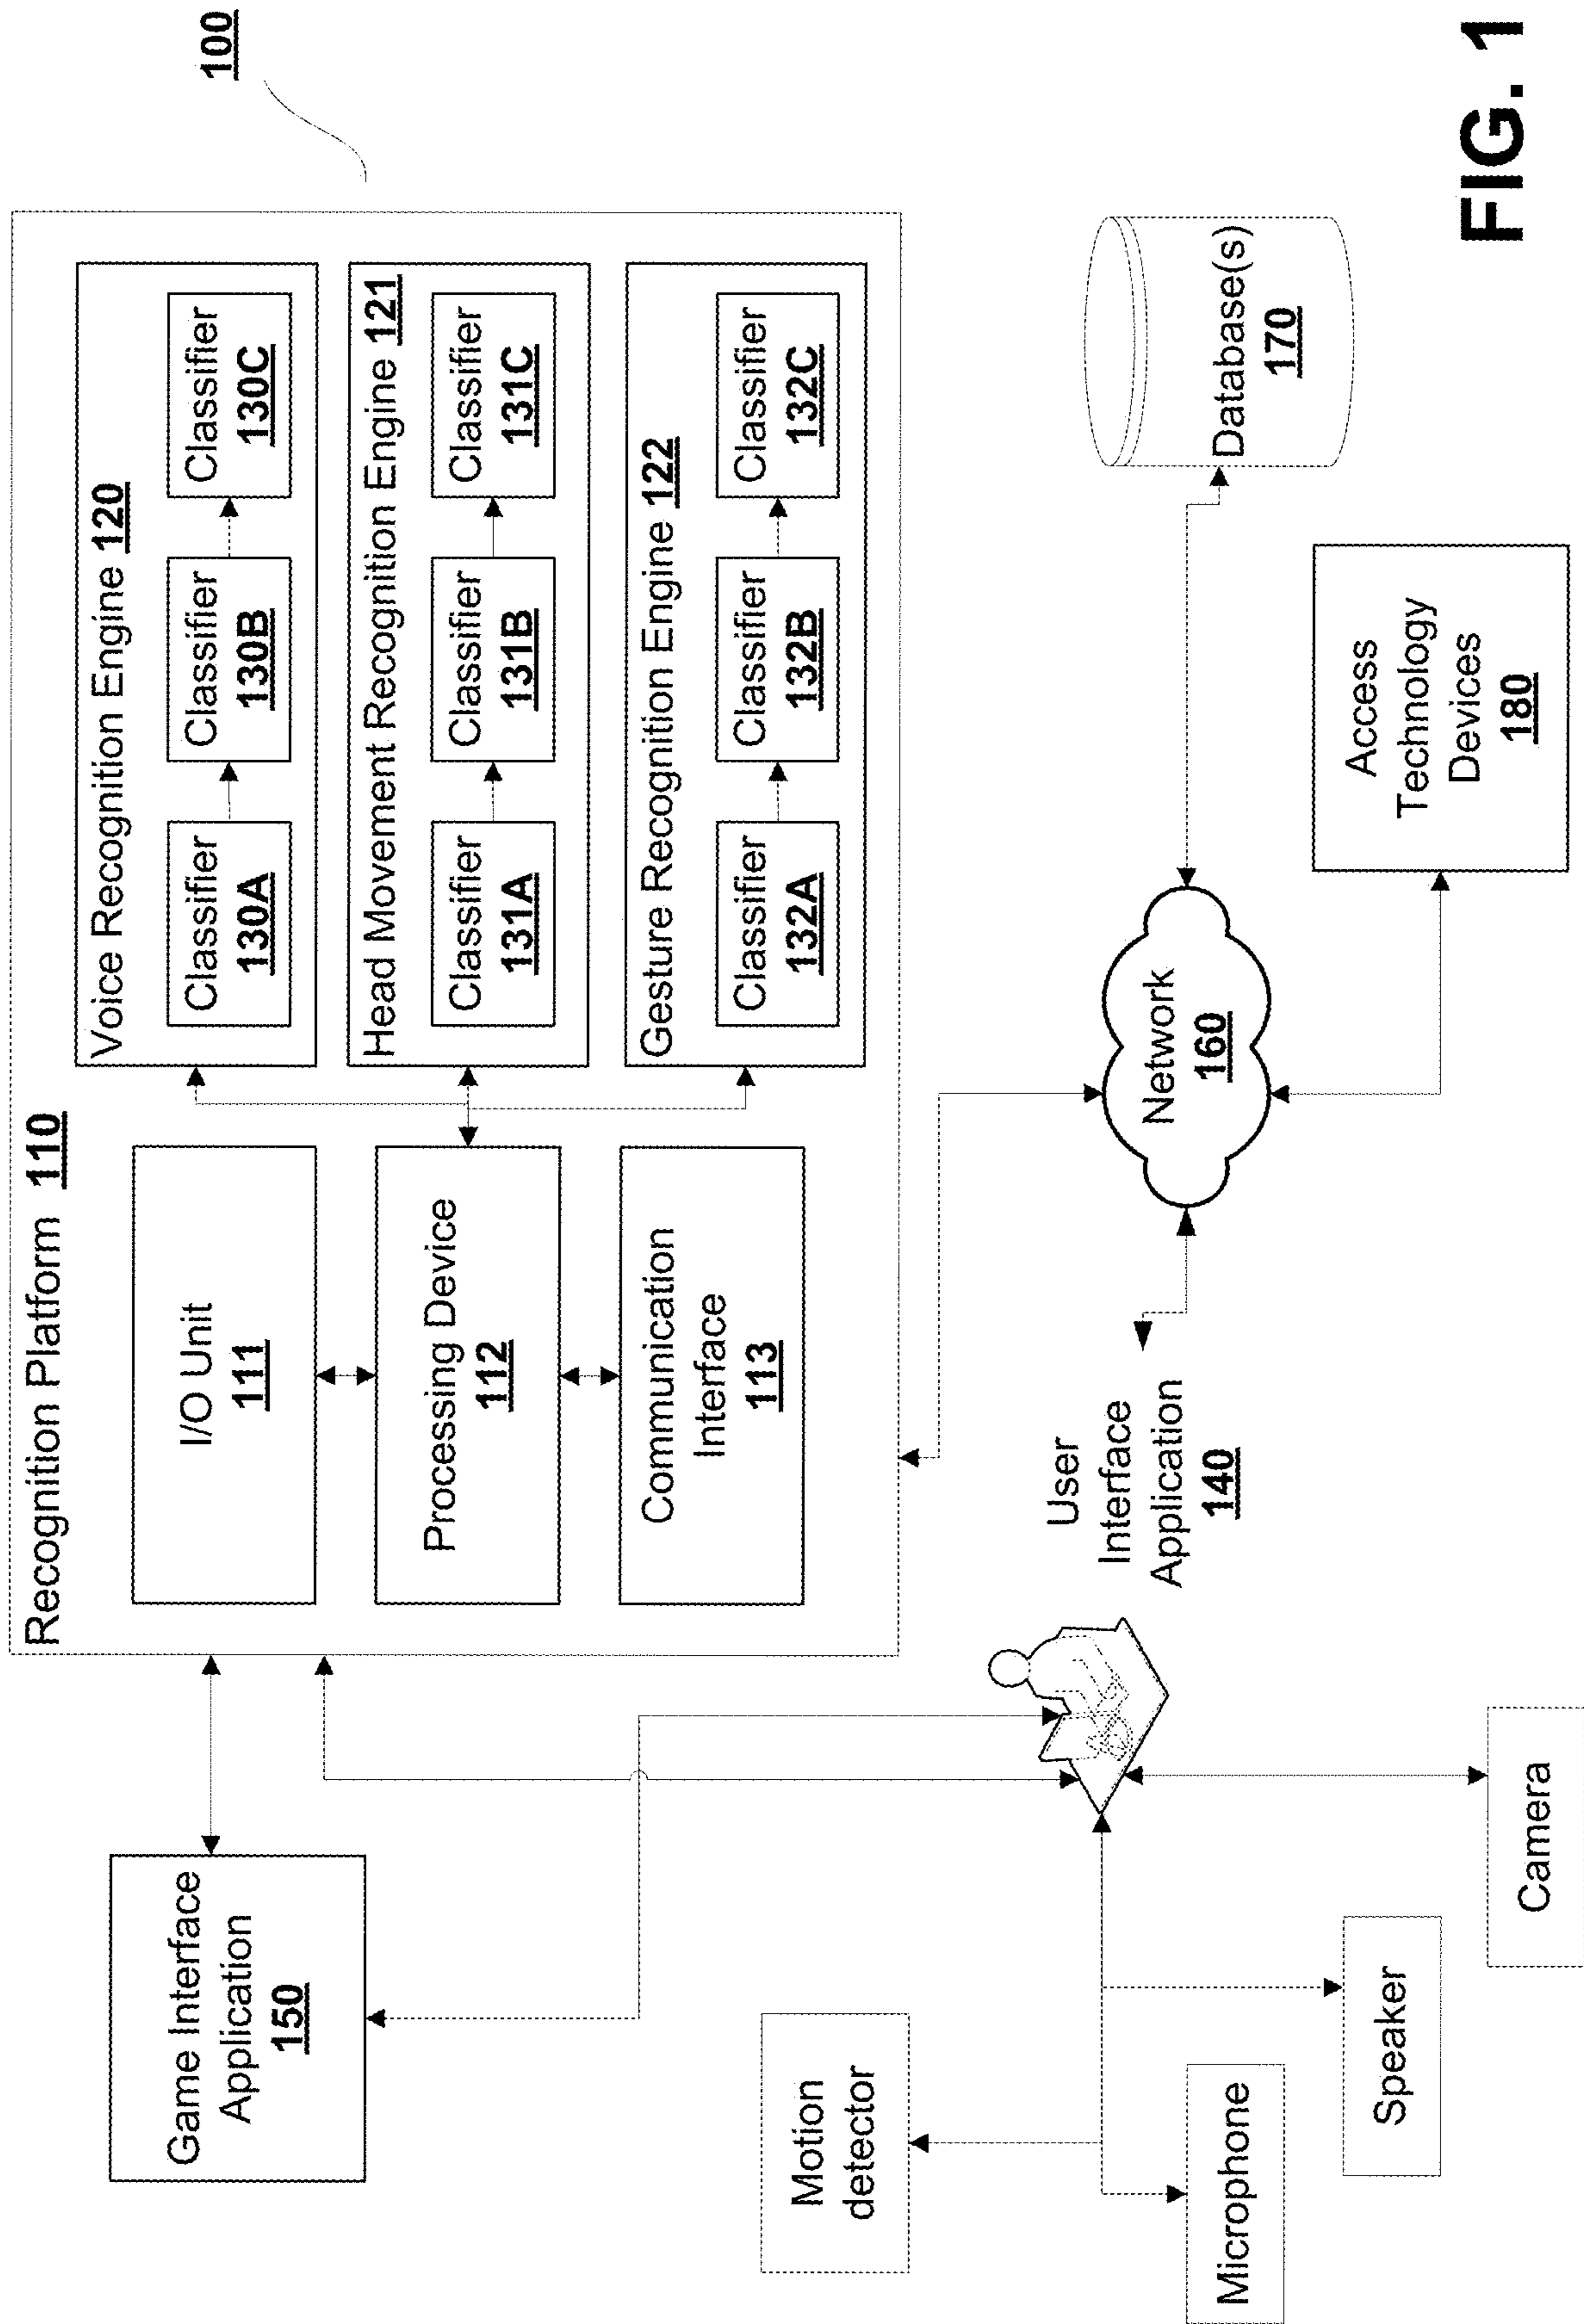 100
Recognition Platform 110
I/O Unit
111
Processing Device
112
Communication
Interface
113
Voice Recognition Engine 120
Classifier
130A
Classifier
130B
Classifier
130C
Head Movement Recognition Engine 121
Classifier
131A
Classifier
131B
Classifier
131C
Gesture Recognition Engine 122
Classifier
132A
Classifier
132B
Classifier
132C
Game Interface
Application
150
Motion
detector
Microphone
Speaker
Camera
User
Interface
Application
140
Network
160
Database(s)
170
Access
Technology
Devices
180
FIG. 1